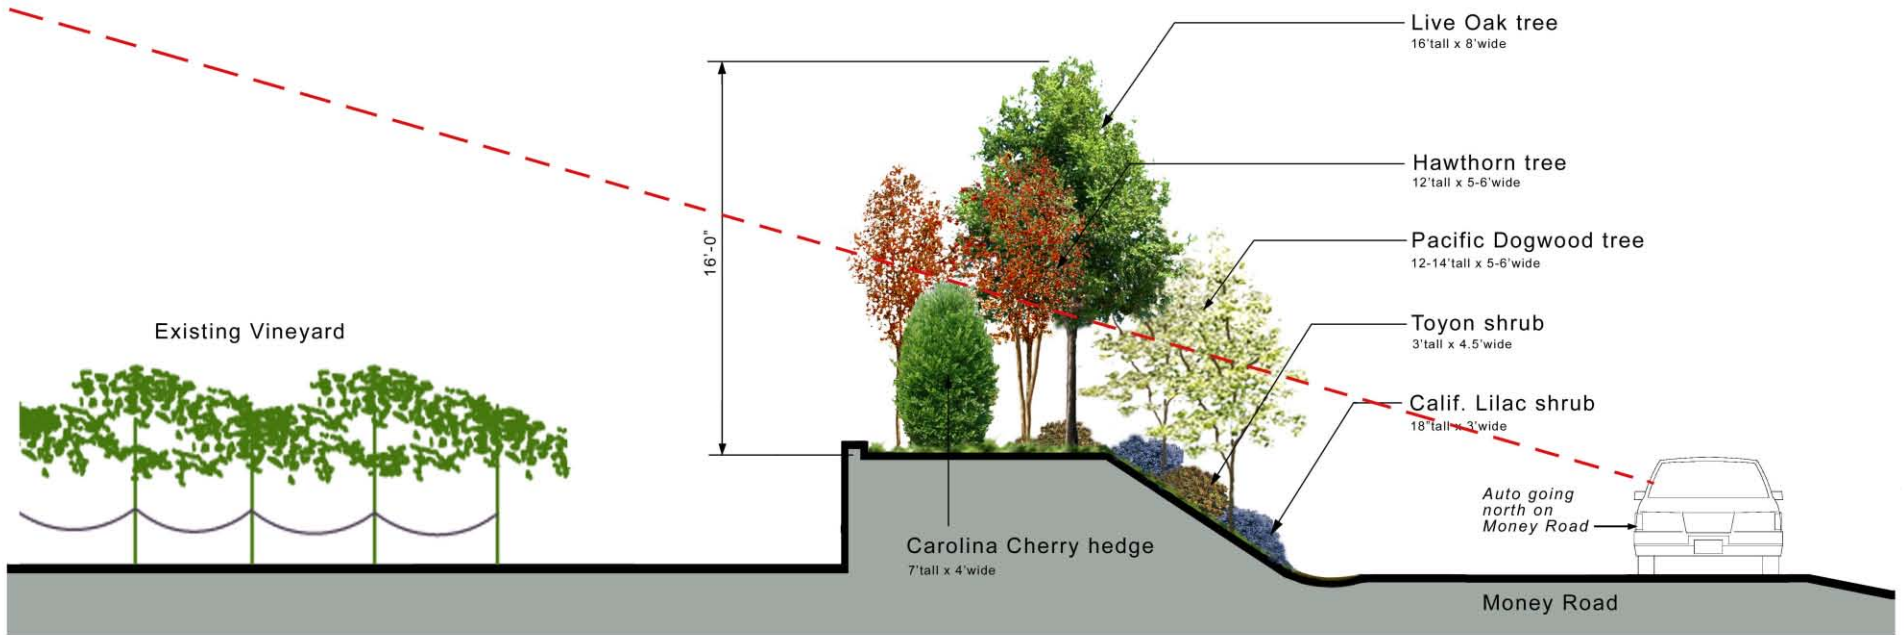 Live Oak tree
16'tall x 8'wide
Hawthorn tree
12'tall x 5-6'wide
16'-0"
Pacific Dogwood tree
12-14'tall x 5-6'wide
Existing Vineyard
Toyon shrub
3'tall x 4.5'wide
Calif. Lilac shrub
18"tall x 3'wide
Auto going
north on
Money Road
Carolina Cherry hedge
7'tall x 4'wide
Money Road